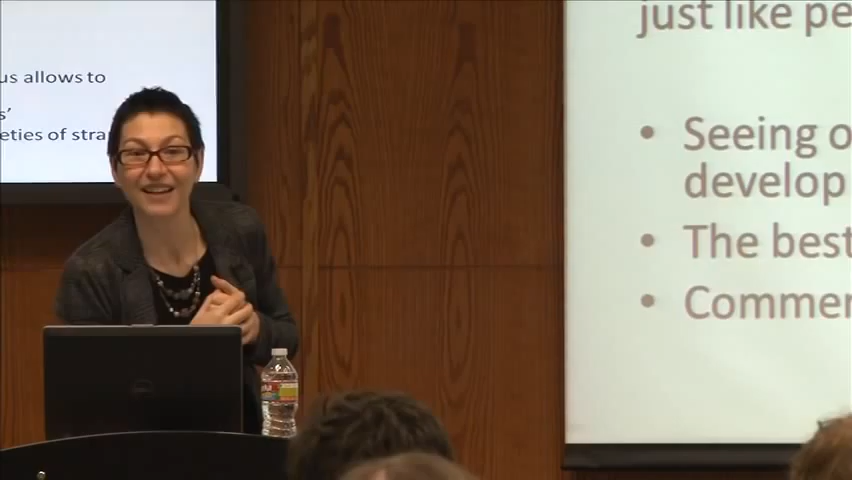 us allows to
s’
eties of stra
just like pe
• Seeing o
develop
• The best
• Commer